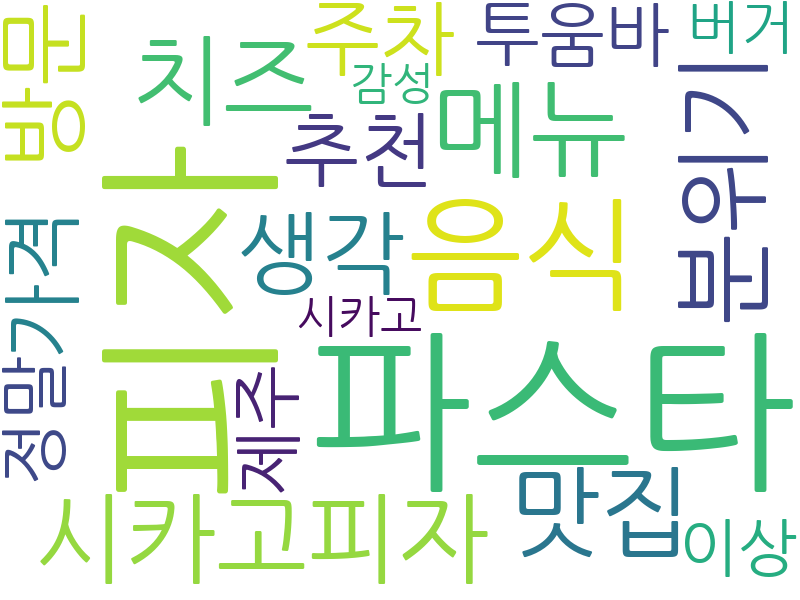 방문
치즈
주차
투움바
버거
감성
추천
메뉴
분위기
피자
생각
음식
가격
시카고
정말
제주
파스타
시카고피자
맛집
이상